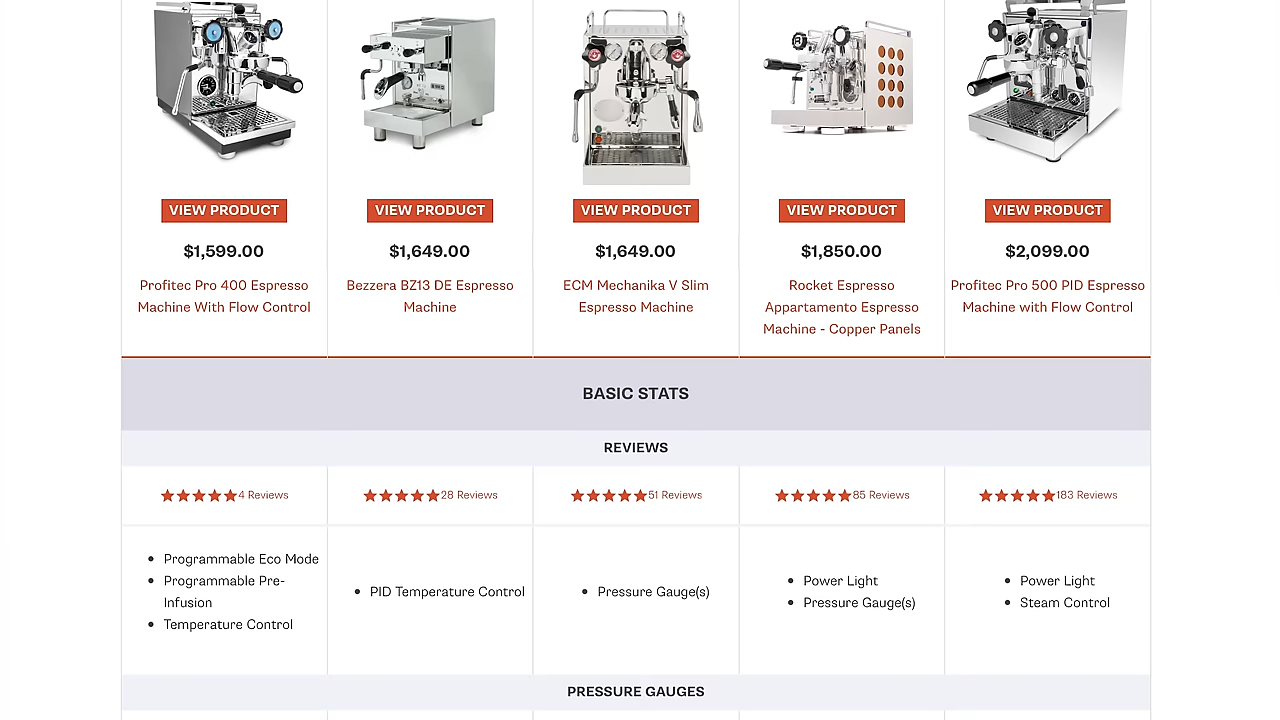 VIEW PRODUCT
VIEW PRODUCT
VIEW PRODUCT
VIEW PRODUCT
VIEW PRODUCT
$1,599.00
$1,649.00
$1,649.00
$1,850.00
$2,099.00
Profitec Pro 400 Espresso
Machine With Flow Control
Bezzera BZ13 DE Espresso
Machine
ECM Mechanika V Slim
Espresso Machine
Rocket Espresso
Appartamento Espresso
Machine - Copper Panels
Profitec Pro 500 PID Espresso
Machine with Flow Control
BASIC STATS
REVIEWS
4 Reviews
28 Reviews
51 Reviews
85 Reviews
183 Reviews
Programmable Eco Mode
Programmable Pre-
Infusion
Temperature Control
PID Temperature Control
Pressure Gauge(s)
Power Light
Pressure Gauge(s)
Power Light
Steam Control
PRESSURE GAUGES